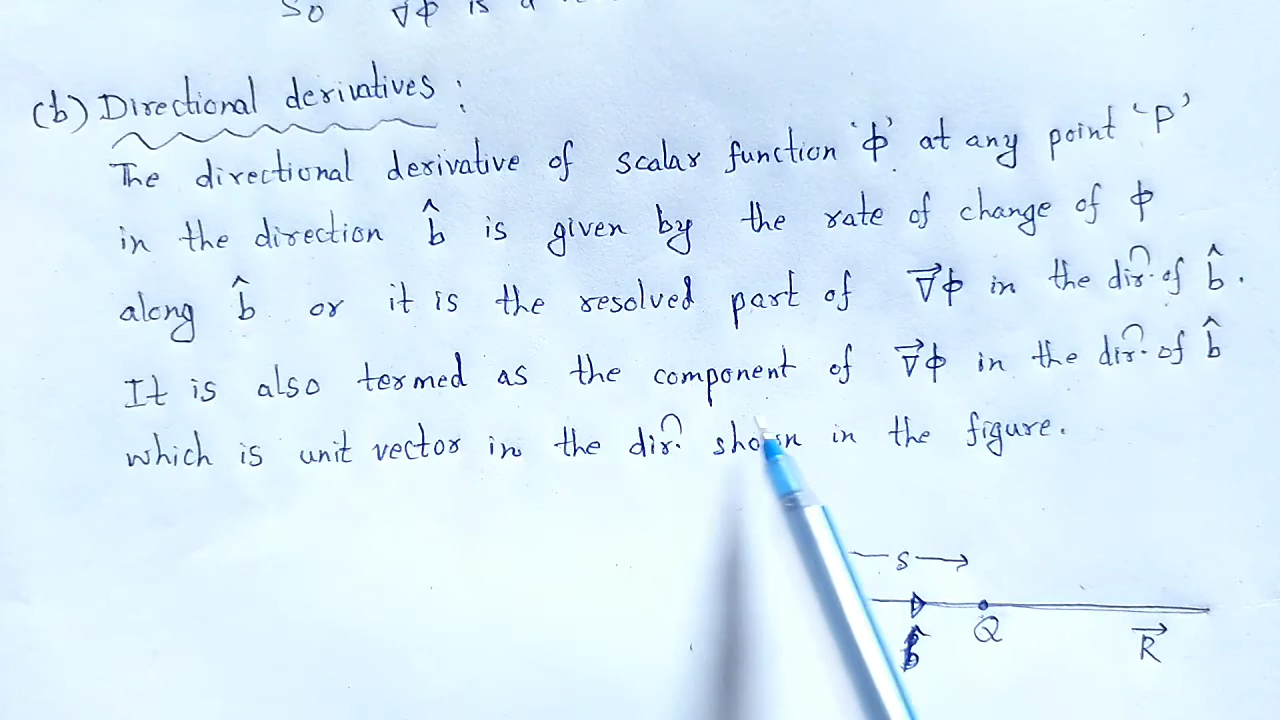 So ∇ϕ is a
(b) Directional derivatives :
The directional derivative of scalar function 'ϕ' at any point 'P'
in the direction b̂ is given by the rate of change of ϕ
along b̂ or it is the resolved part of ∇⃗ϕ in the dir. of b̂.
It is also termed as the component of ∇⃗ϕ in the dir. of b̂
which is unit vector in the dir. shown in the figure.
s
b̂ Q R⃗